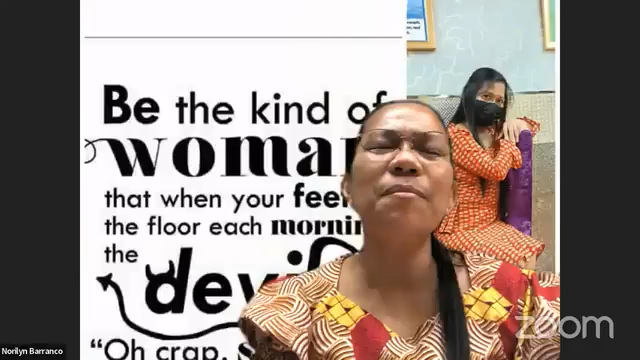 Be the kind of
woma
that when your fee
the floor each mornin
the
devi
"Oh crap,
Norilyn Barranco
zoom